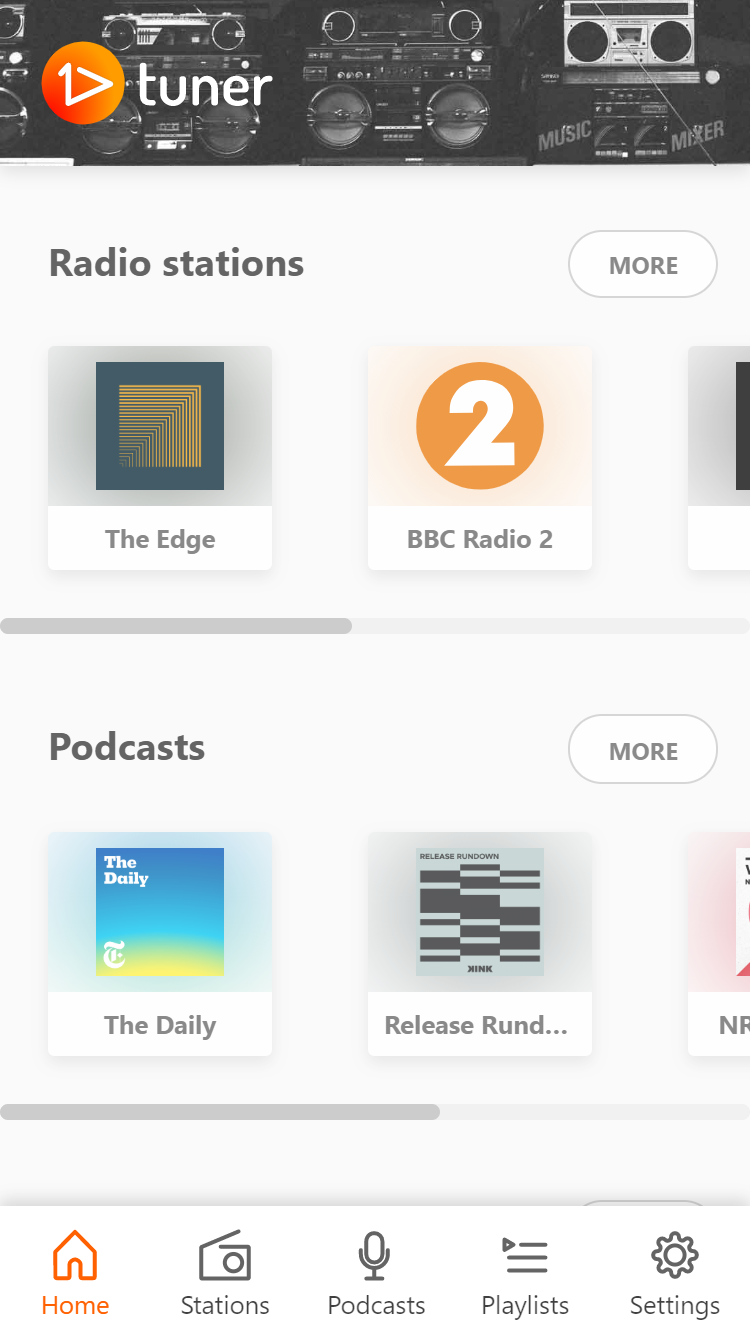 tuner
MUSIC MIXER
Radio stations
MORE
2
The Edge
BBC Radio 2
Podcasts
MORE
The
Daily
RELEASE RUNDOWN
KINK
The Daily
Release Rund...
NR
Home
Stations
Podcasts
Playlists
Settings